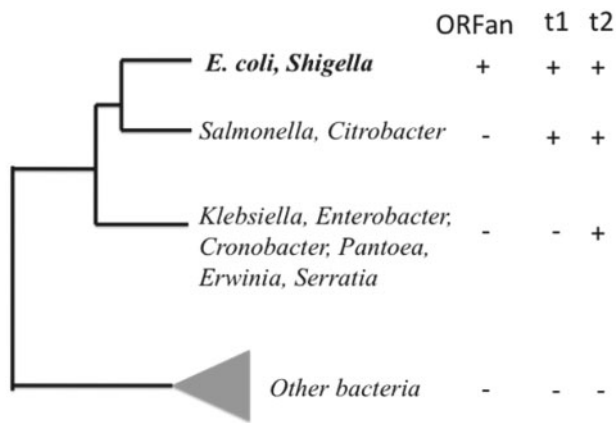 ORFan t1 t2
E. coli, Shigella + + +
Salmonella, Citrobacter - + +
Klebsiella, Enterobacter,
Cronobacter, Pantoea, - - +
Erwinia, Serratia
Other bacteria - - -